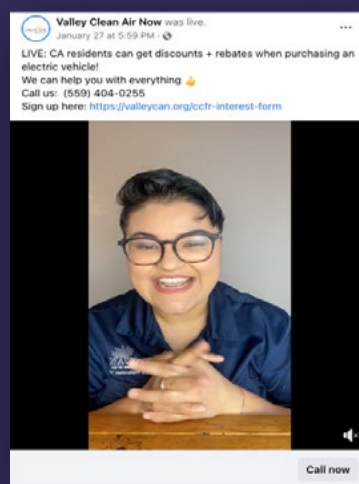 Valley Clean Air Now was live.
January 27 at 5:59 PM ·
LIVE: CA residents can get discounts + rebates when purchasing an
electric vehicle!
We can help you with everything 👍
Call us:  (559) 404-0255
Sign up here: https://valleycan.org/ccfr-interest-form
Call now